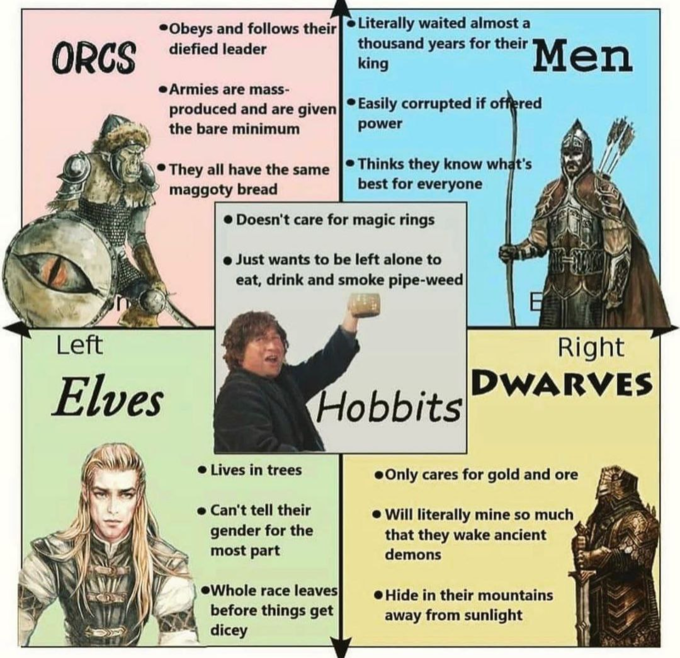 ORCS
•Obeys and follows their
diefied leader
•Armies are mass-
produced and are given
the bare minimum
•They all have the same
maggoty bread
•Literally waited almost a
thousand years for their
king
Men
•Easily corrupted if offered
power
•Thinks they know what's
best for everyone
•Doesn't care for magic rings
•Just wants to be left alone to
eat, drink and smoke pipe-weed
Hobbits
Left
Right
Elves
•Lives in trees
•Can't tell their
gender for the
most part
•Whole race leaves
before things get
dicey
DWARVES
•Only cares for gold and ore
•Will literally mine so much
that they wake ancient
demons
•Hide in their mountains
away from sunlight